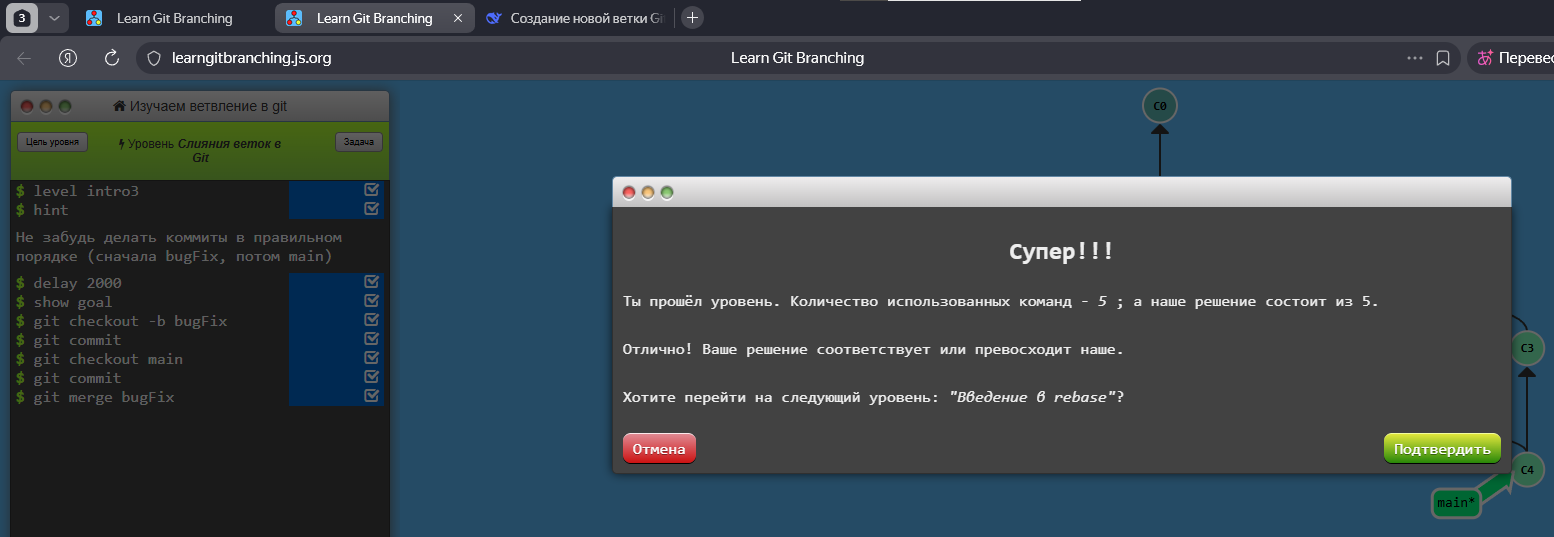 3
Learn Git Branching
Learn Git Branching
Создание новой ветки Gi
Я
learngitbranching.js.org
Learn Git Branching
Перевес
Изучаем ветвление в git
Цель уровня
Уровень Слияния веток в
Git
Задача
$ level intro3
$ hint
Не забудь делать коммиты в правильном
порядке (сначала bugFix, потом main)
$ delay 2000
$ show goal
$ git checkout -b bugFix
$ git commit
$ git checkout main
$ git commit
$ git merge bugFix
C0
Супер!!!
Ты прошёл уровень. Количество использованных команд - 5 ; а наше решение состоит из 5.
Отлично! Ваше решение соответствует или превосходит наше.
Хотите перейти на следующий уровень: "Введение в rebase"?
Отмена
Подтвердить
C3
C4
main*